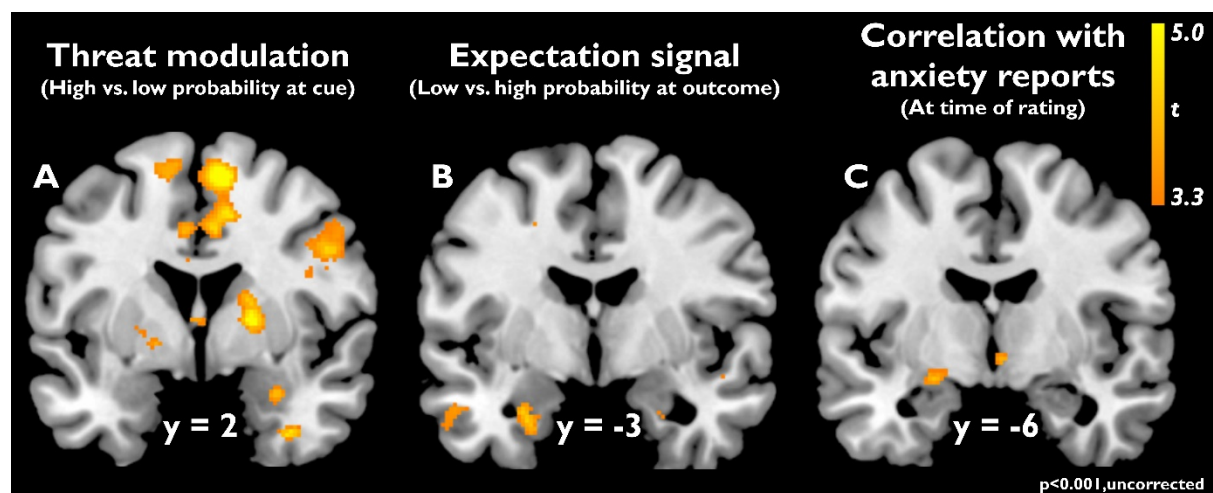 Threat modulation
(High vs. low probability at cue)
Expectation signal
(Low vs. high probability at outcome)
Correlation with
anxiety reports
(At time of rating)
5.0
t
3.3
A
B
C
y = 2
y = -3
y = -6
p<0.001,uncorrected